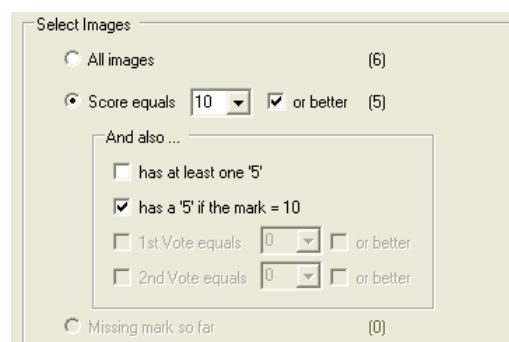 Select Images
All images (6)
Score equals 10 or better (5)
And also ...
has at least one '5'
has a '5' if the mark = 10
1st Vote equals 0 or better
2nd Vote equals 0 or better
Missing mark so far (0)